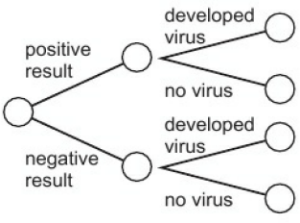 developed
virus
positive
result
no virus
developed
virus
negative
result
no virus